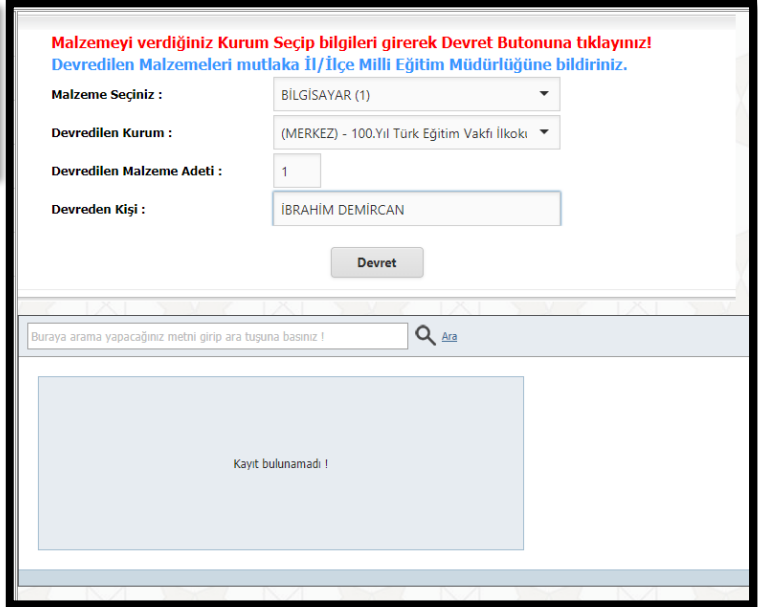 Malzemeyi verdiğiniz Kurum Seçip bilgileri girerek Devret Butonuna tıklayınız!
Devredilen Malzemeleri mutlaka İl/İlçe Milli Eğitim Müdürlüğüne bildiriniz.
Malzeme Seçiniz : BİLGİSAYAR (1)
Devredilen Kurum : (MERKEZ) - 100.Yıl Türk Eğitim Vakfı İlkokı
Devredilen Malzeme Adeti : 1
Devreden Kişi : İBRAHİM DEMİRCAN
Devret
Buraya arama yapacağınız metni girip ara tuşuna basınız ! Ara
Kayıt bulunamadı !